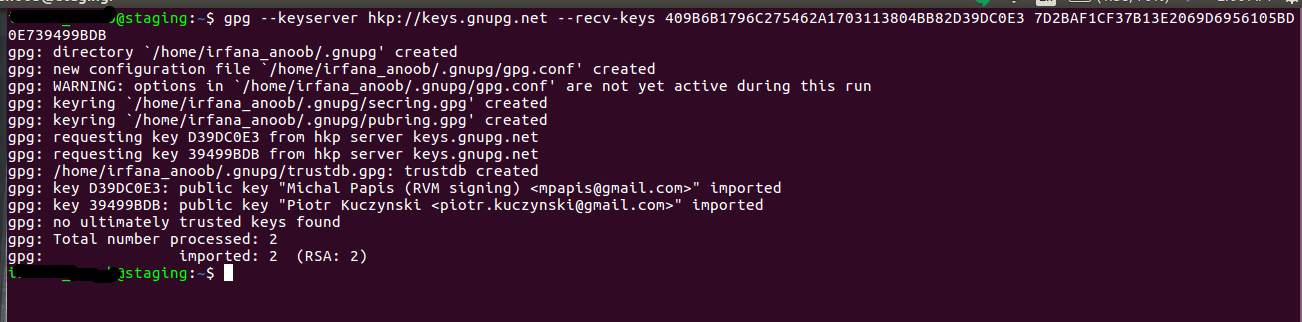 @staging:~$ gpg --keyserver hkp://keys.gnupg.net --recv-keys 409B6B1796C275462A1703113804BB82D39DC0E3 7D2BAF1CF37B13E2069D6956105BD
0E739499BDB
gpg: directory `/home/irfana_anoob/.gnupg' created
gpg: new configuration file `/home/irfana_anoob/.gnupg/gpg.conf' created
gpg: WARNING: options in `/home/irfana_anoob/.gnupg/gpg.conf' are not yet active during this run
gpg: keyring `/home/irfana_anoob/.gnupg/secring.gpg' created
gpg: keyring `/home/irfana_anoob/.gnupg/pubring.gpg' created
gpg: requesting key D39DC0E3 from hkp server keys.gnupg.net
gpg: requesting key 39499BDB from hkp server keys.gnupg.net
gpg: /home/irfana_anoob/.gnupg/trustdb.gpg: trustdb created
gpg: key D39DC0E3: public key "Michal Papis (RVM signing) <mpapis@gmail.com>" imported
gpg: key 39499BDB: public key "Piotr Kuczynski <piotr.kuczynski@gmail.com>" imported
gpg: no ultimately trusted keys found
gpg: Total number processed: 2
gpg:               imported: 2  (RSA: 2)
@staging:~$